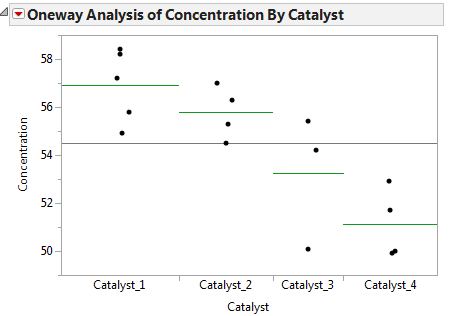 Oneway Analysis of Concentration By Catalyst
58
56
54
52
50
Concentration
Catalyst_1 Catalyst_2 Catalyst_3 Catalyst_4
Catalyst